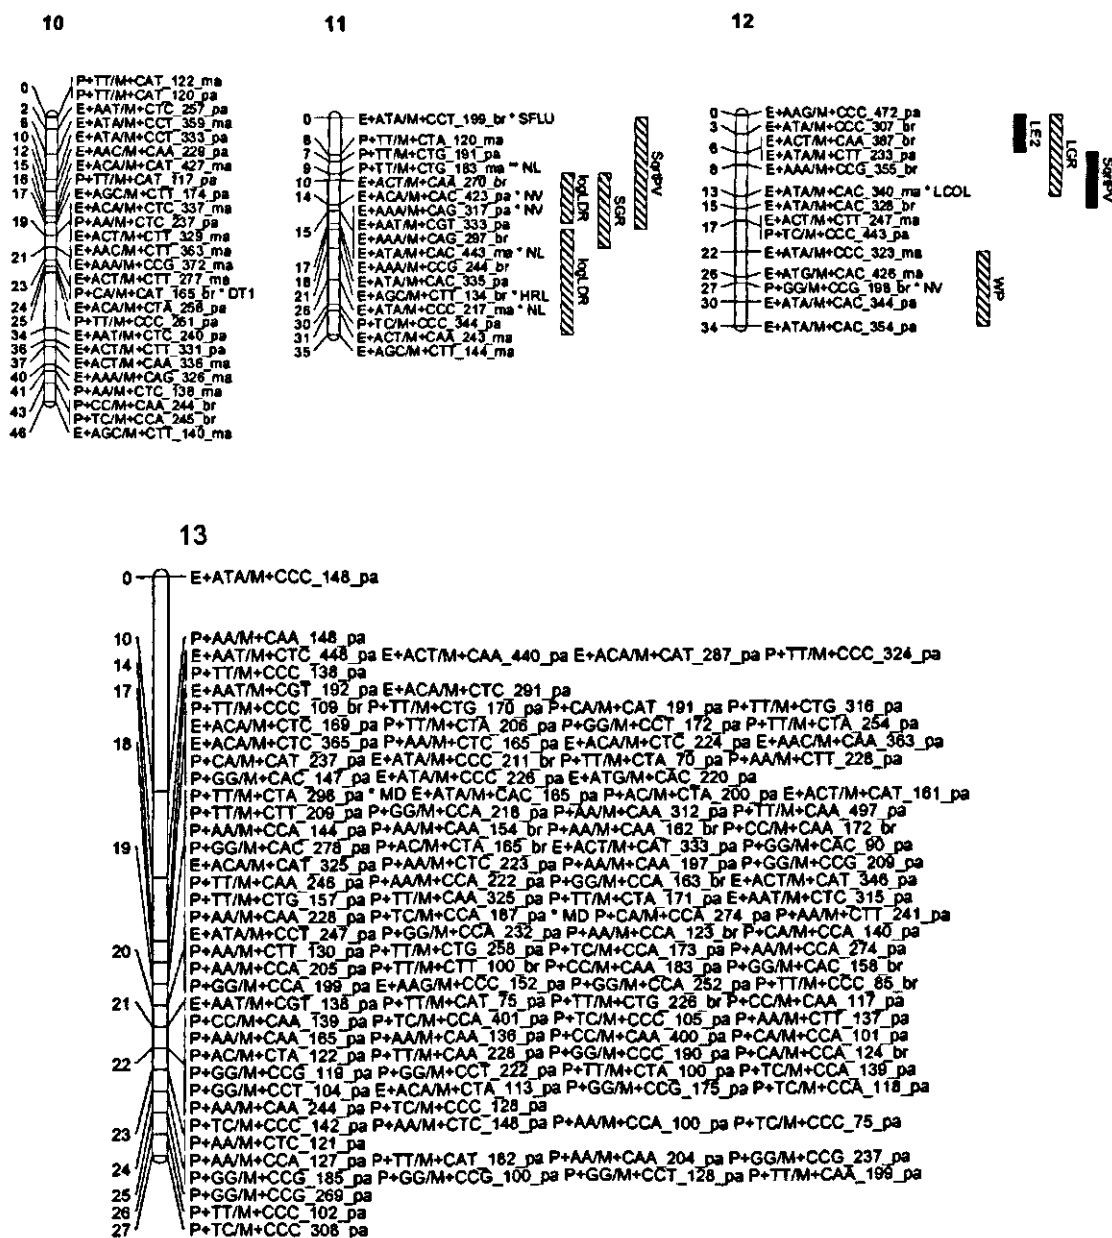 10
0
2
6
10
12
15
16
17
19
21
23
24
25
34
36
37
40
41
43
46
P+TT/M+CAT_122_ma
P+TT/M+CAT_120_pa
E+AAT/M+CTC_257_pa
E+ATA/M+CCT_359_ma
E+ATA/M+CCT_333_pa
E+AAC/M+CAA_229_pa
E+ACA/M+CAT_427_ma
P+TT/M+CAT_117_pa
E+AGC/M+CTT_174_pa
E+ACA/M+CTC_337_ma
P+AA/M+CTC_237_pa
E+ACT/M+CTT_329_ma
E+AAC/M+CTT_363_ma
E+AAA/M+CCG_372_ma
E+ACT/M+CTT_277_ma
P+CA/M+CAT_165_br * DT1
E+ACA/M+CTA_256_pa
P+TT/M+CCC_261_pa
E+AAT/M+CTC_240_pa
E+ACT/M+CTT_331_pa
E+ACT/M+CAA_336_ma
E+AAA/M+CAG_326_ma
P+AA/M+CTC_138_ma
P+CC/M+CAA_244_br
P+TC/M+CCA_245_br
E+AGC/M+CTT_140_ma
11
0
6
7
9
10
14
15
17
18
21
26
30
31
35
E+ATA/M+CCT_199_br * SFLU
P+TT/M+CTA_120_ma
P+TT/M+CTG_191_pa
P+TT/M+CTG_183_ma ** NL
E+ACT/M+CAA_270_br
E+ACA/M+CAC_423_pa * NV
E+AAA/M+CAG_317_pa * NV
E+AAT/M+CGT_333_pa
E+AAA/M+CAG_297_br
E+ATA/M+CAC_443_ma * NL
E+AAA/M+CCG_244_br
E+ATA/M+CAC_335_pa
E+AGC/M+CTT_134_br * HRL
E+ATA/M+CCC_217_ma * NL
P+TC/M+CCC_344_pa
E+ACT/M+CAA_243_ma
E+AGC/M+CTT_144_ma
logLDR
logLDR
SGR
SqrtPV
12
0
3
6
8
13
15
17
22
26
27
30
34
E+AAG/M+CCC_472_pa
E+ATA/M+CCC_307_br
E+ACT/M+CAA_387_br
E+ATA/M+CTT_233_pa
E+AAA/M+CCG_355_br
E+ATA/M+CAC_340_ma * LCOL
E+ATA/M+CAC_328_br
E+ACT/M+CTT_247_ma
P+TC/M+CCC_443_pa
E+ATA/M+CCC_323_ma
E+ATG/M+CAC_426_ma
P+GG/M+CCG_198_br * NV
E+ATA/M+CAC_344_pa
E+ATA/M+CAC_354_pa
WP
LE2
LGR
SqrtPV
13
0
10
14
17
18
19
20
21
22
23
24
25
26
27
E+ATA/M+CCC_148_pa
P+AA/M+CAA_148_pa
E+AAT/M+CTC_448_pa E+ACT/M+CAA_440_pa E+ACA/M+CAT_287_pa P+TT/M+CCC_324_pa
P+TT/M+CCC_138_pa
E+AAT/M+CGT_192_pa E+ACA/M+CTC_291_pa
P+TT/M+CCC_109_br P+TT/M+CTG_170_pa P+CA/M+CAT_191_pa P+TT/M+CTG_316_pa
E+ACA/M+CTC_169_pa P+TT/M+CTA_206_pa P+GG/M+CCT_172_pa P+TT/M+CTA_254_pa
E+ACA/M+CTC_365_pa P+AA/M+CTC_165_pa E+ACA/M+CTC_224_pa E+AAC/M+CAA_363_pa
P+CA/M+CAT_237_pa E+ATA/M+CCC_211_br P+TT/M+CTA_70_pa P+AA/M+CTT_228_pa
P+GG/M+CAC_147_pa E+ATA/M+CCC_226_pa E+ATG/M+CAC_220_pa
P+TT/M+CTA_298_pa * MD E+ATA/M+CAC_165_pa P+AC/M+CTA_200_pa E+ACT/M+CAT_161_pa
P+TT/M+CTT_209_pa P+GG/M+CCA_218_pa P+AA/M+CAA_312_pa P+TT/M+CAA_497_pa
P+AA/M+CCA_144_pa P+AA/M+CAA_154_br P+AA/M+CAA_162_br P+CC/M+CAA_172_br
P+GG/M+CAC_278_pa P+AC/M+CTA_165_br E+ACT/M+CAT_333_pa P+GG/M+CAC_90_pa
E+ACA/M+CAT_325_pa P+AA/M+CTC_223_pa P+AA/M+CAA_197_pa P+GG/M+CCG_209_pa
P+TT/M+CAA_246_pa P+AA/M+CCA_222_pa P+GG/M+CCA_163_br E+ACT/M+CAT_346_pa
P+TT/M+CTG_157_pa P+TT/M+CAA_325_pa P+TT/M+CTA_171_pa E+AAT/M+CTC_315_pa
P+AA/M+CAA_228_pa P+TC/M+CCA_187_pa * MD P+CA/M+CCA_274_pa P+AA/M+CTT_241_pa
E+ATA/M+CCT_247_pa P+GG/M+CCA_232_pa P+AA/M+CCA_123_br P+CA/M+CCA_140_pa
P+AA/M+CTT_130_pa P+TT/M+CTG_258_pa P+TC/M+CCA_173_pa P+AA/M+CCA_274_pa
P+AA/M+CCA_205_pa P+TT/M+CTT_100_br P+CC/M+CAA_183_pa P+GG/M+CAC_158_br
P+GG/M+CCA_199_pa E+AAG/M+CCC_152_pa P+GG/M+CCA_252_pa P+TT/M+CCC_85_br
E+AAT/M+CGT_138_pa P+TT/M+CAT_75_pa P+TT/M+CTG_226_br P+CC/M+CAA_117_pa
P+CC/M+CAA_139_pa P+TC/M+CCA_401_pa P+TC/M+CCC_105_pa P+AA/M+CTT_137_pa
P+AA/M+CAA_165_pa P+AA/M+CAA_136_pa P+CC/M+CAA_400_pa P+CA/M+CCA_101_pa
P+AC/M+CTA_122_pa P+TT/M+CAA_228_pa P+GG/M+CCC_190_pa P+CA/M+CCA_124_br
P+GG/M+CCG_119_pa P+GG/M+CCT_222_pa P+TT/M+CTA_100_pa P+TC/M+CCA_139_pa
P+GG/M+CCT_104_pa E+ACA/M+CTA_113_pa P+GG/M+CCG_175_pa P+TC/M+CCA_118_pa
P+AA/M+CAA_244_pa P+TC/M+CCC_128_pa
P+TC/M+CCC_142_pa P+AA/M+CTC_148_pa P+AA/M+CCA_100_pa P+TC/M+CCC_75_pa
P+AA/M+CTC_121_pa
P+AA/M+CCA_127_pa P+TT/M+CAT_182_pa P+AA/M+CAA_204_pa P+GG/M+CCG_237_pa
P+GG/M+CCG_185_pa P+GG/M+CCG_100_pa P+GG/M+CCT_128_pa P+TT/M+CAA_199_pa
P+GG/M+CCG_269_pa
P+TT/M+CCC_102_pa
P+TC/M+CCC_308_pa